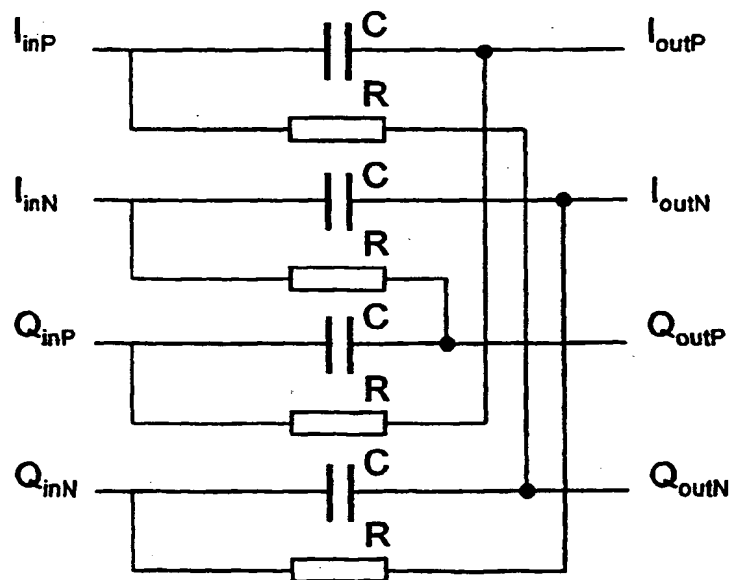 I_inP C I_outP
R
I_inN C I_outN
R
Q_inP C Q_outP
R
Q_inN C Q_outN
R